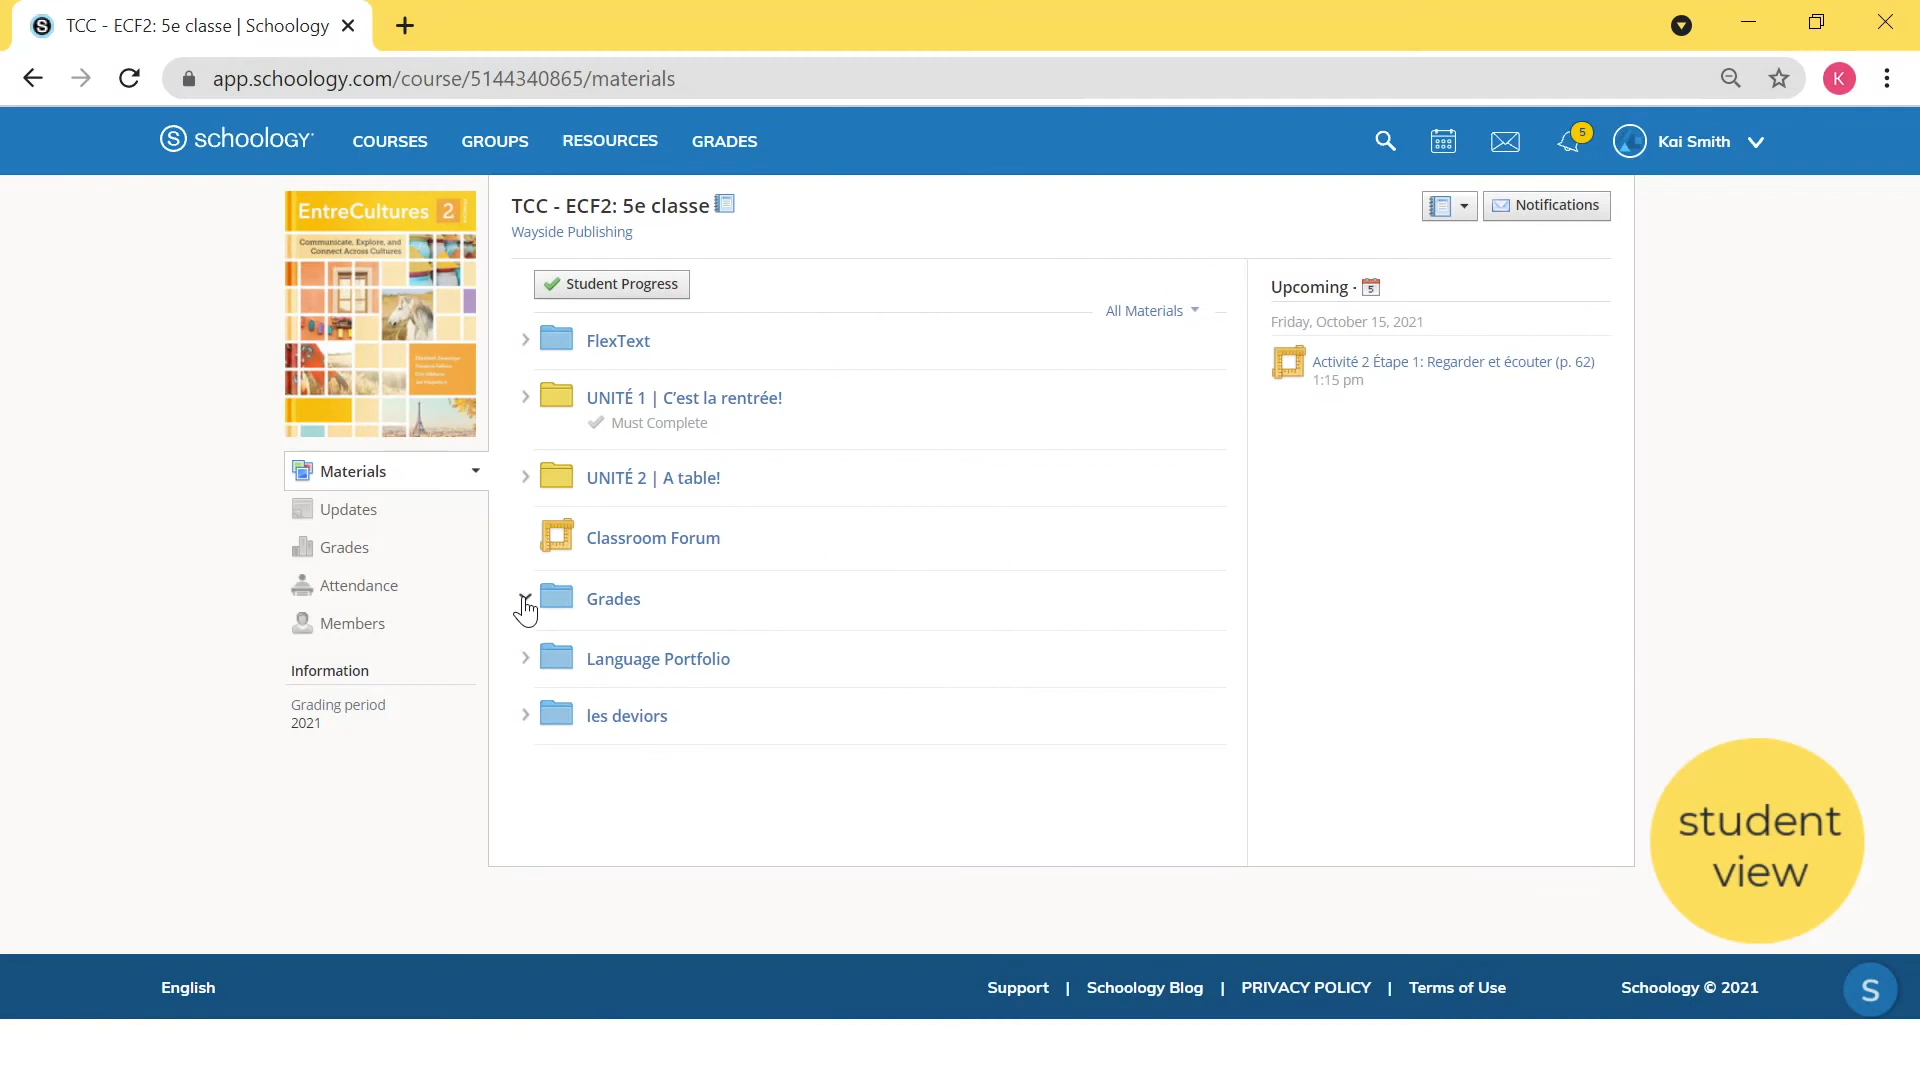 TCC - ECF2: 5e classe | Schoology
app.schoology.com/course/5144340865/materials
K
schoology
COURSES
GROUPS
RESOURCES
GRADES
5
Kai Smith
EntreCultures 2
Communicate, Explore, and
Connect Across Cultures
TCC - ECF2: 5e classe
Wayside Publishing
Notifications
Student Progress
All Materials
FlexText
UNITÉ 1 | C’est la rentrée!
Must Complete
UNITÉ 2 | A table!
Classroom Forum
Grades
Language Portfolio
les deviors
Upcoming ·
5
Friday, October 15, 2021
Activité 2 Étape 1: Regarder et écouter (p. 62)
1:15 pm
Materials
Updates
Grades
Attendance
Members
Information
Grading period
2021
student
view
English
Support | Schoology Blog | PRIVACY POLICY | Terms of Use
Schoology © 2021
S